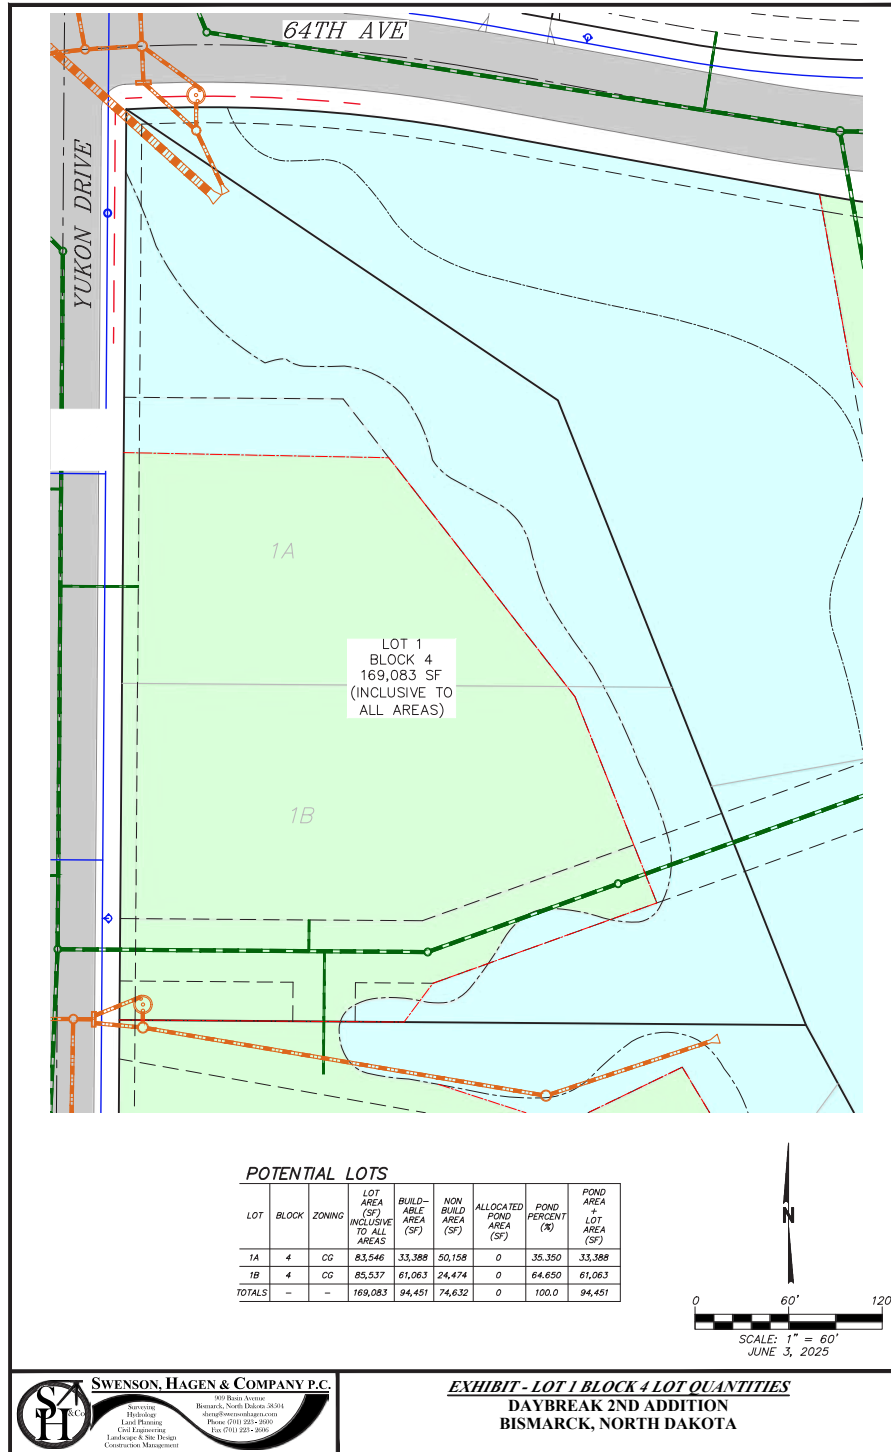 64TH AVE
YUKON DRIVE
1A
LOT 1
BLOCK 4
169,083 SF
(INCLUSIVE TO
ALL AREAS)
1B
POTENTIAL LOTS
LOT BLOCK ZONING LOT AREA (SF) INCLUSIVE TO ALL AREAS BUILD-ABLE AREA (SF) NON BUILD AREA (SF) ALLOCATED POND AREA (SF) POND PERCENT (%) POND AREA + LOT AREA (SF)
1A 4 CG 83,546 33,388 50,158 0 35.350 33,388
1B 4 CG 85,537 61,063 24,474 0 64.650 61,063
TOTALS - - 169,083 94,451 74,632 0 100.0 94,451
N
0 60' 120
SCALE: 1" = 60'
JUNE 3, 2025
SH &Co
SWENSON, HAGEN & COMPANY P.C.
Surveying
Hydrology
Land Planning
Civil Engineering
Landscape & Site Design
Construction Management
909 Basin Avenue
Bismarck, North Dakota 58504
sheng@swensonhagen.com
Phone (701) 223 - 2600
Fax (701) 223 - 2606
EXHIBIT - LOT 1 BLOCK 4 LOT QUANTITIES
DAYBREAK 2ND ADDITION
BISMARCK, NORTH DAKOTA